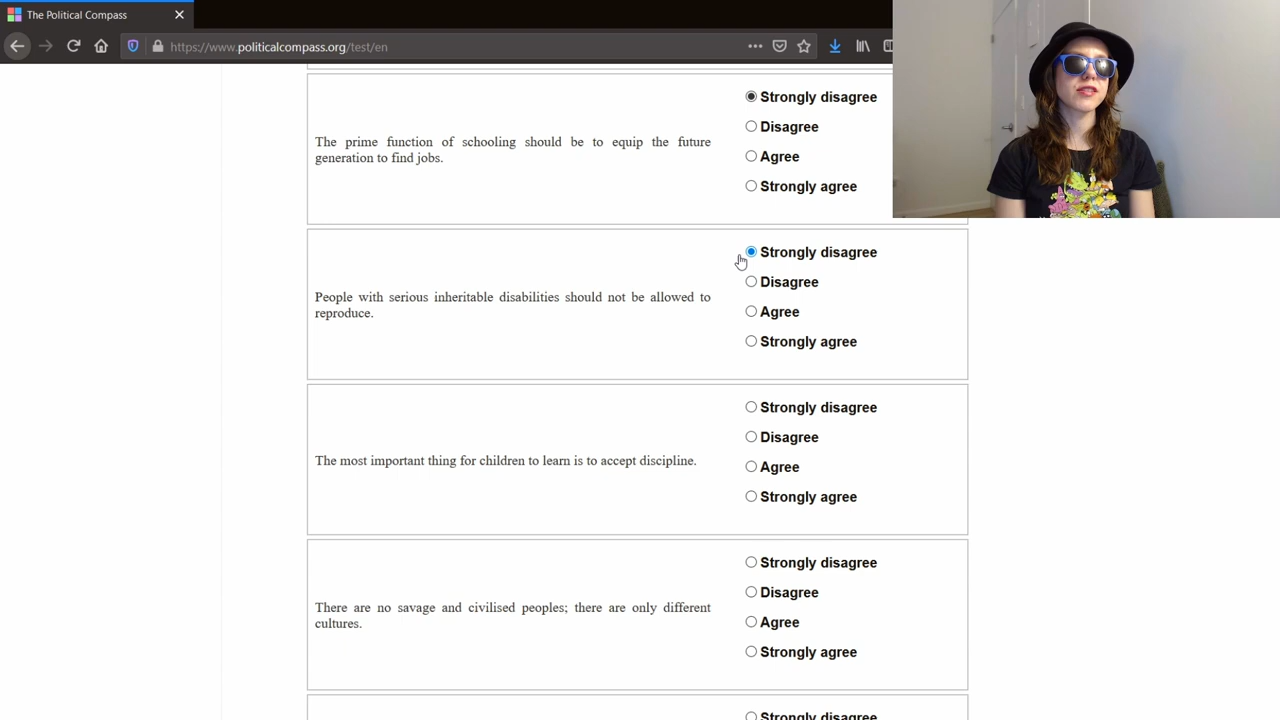 The Political Compass
https://www.politicalcompass.org/test/en
Strongly disagree
Disagree
The prime function of schooling should be to equip the future
generation to find jobs.
Agree
Strongly agree
Strongly disagree
Disagree
People with serious inheritable disabilities should not be allowed to
reproduce.
Agree
Strongly agree
Strongly disagree
Disagree
The most important thing for children to learn is to accept discipline.
Agree
Strongly agree
Strongly disagree
Disagree
There are no savage and civilised peoples; there are only different
cultures.
Agree
Strongly agree
Strongly disagree